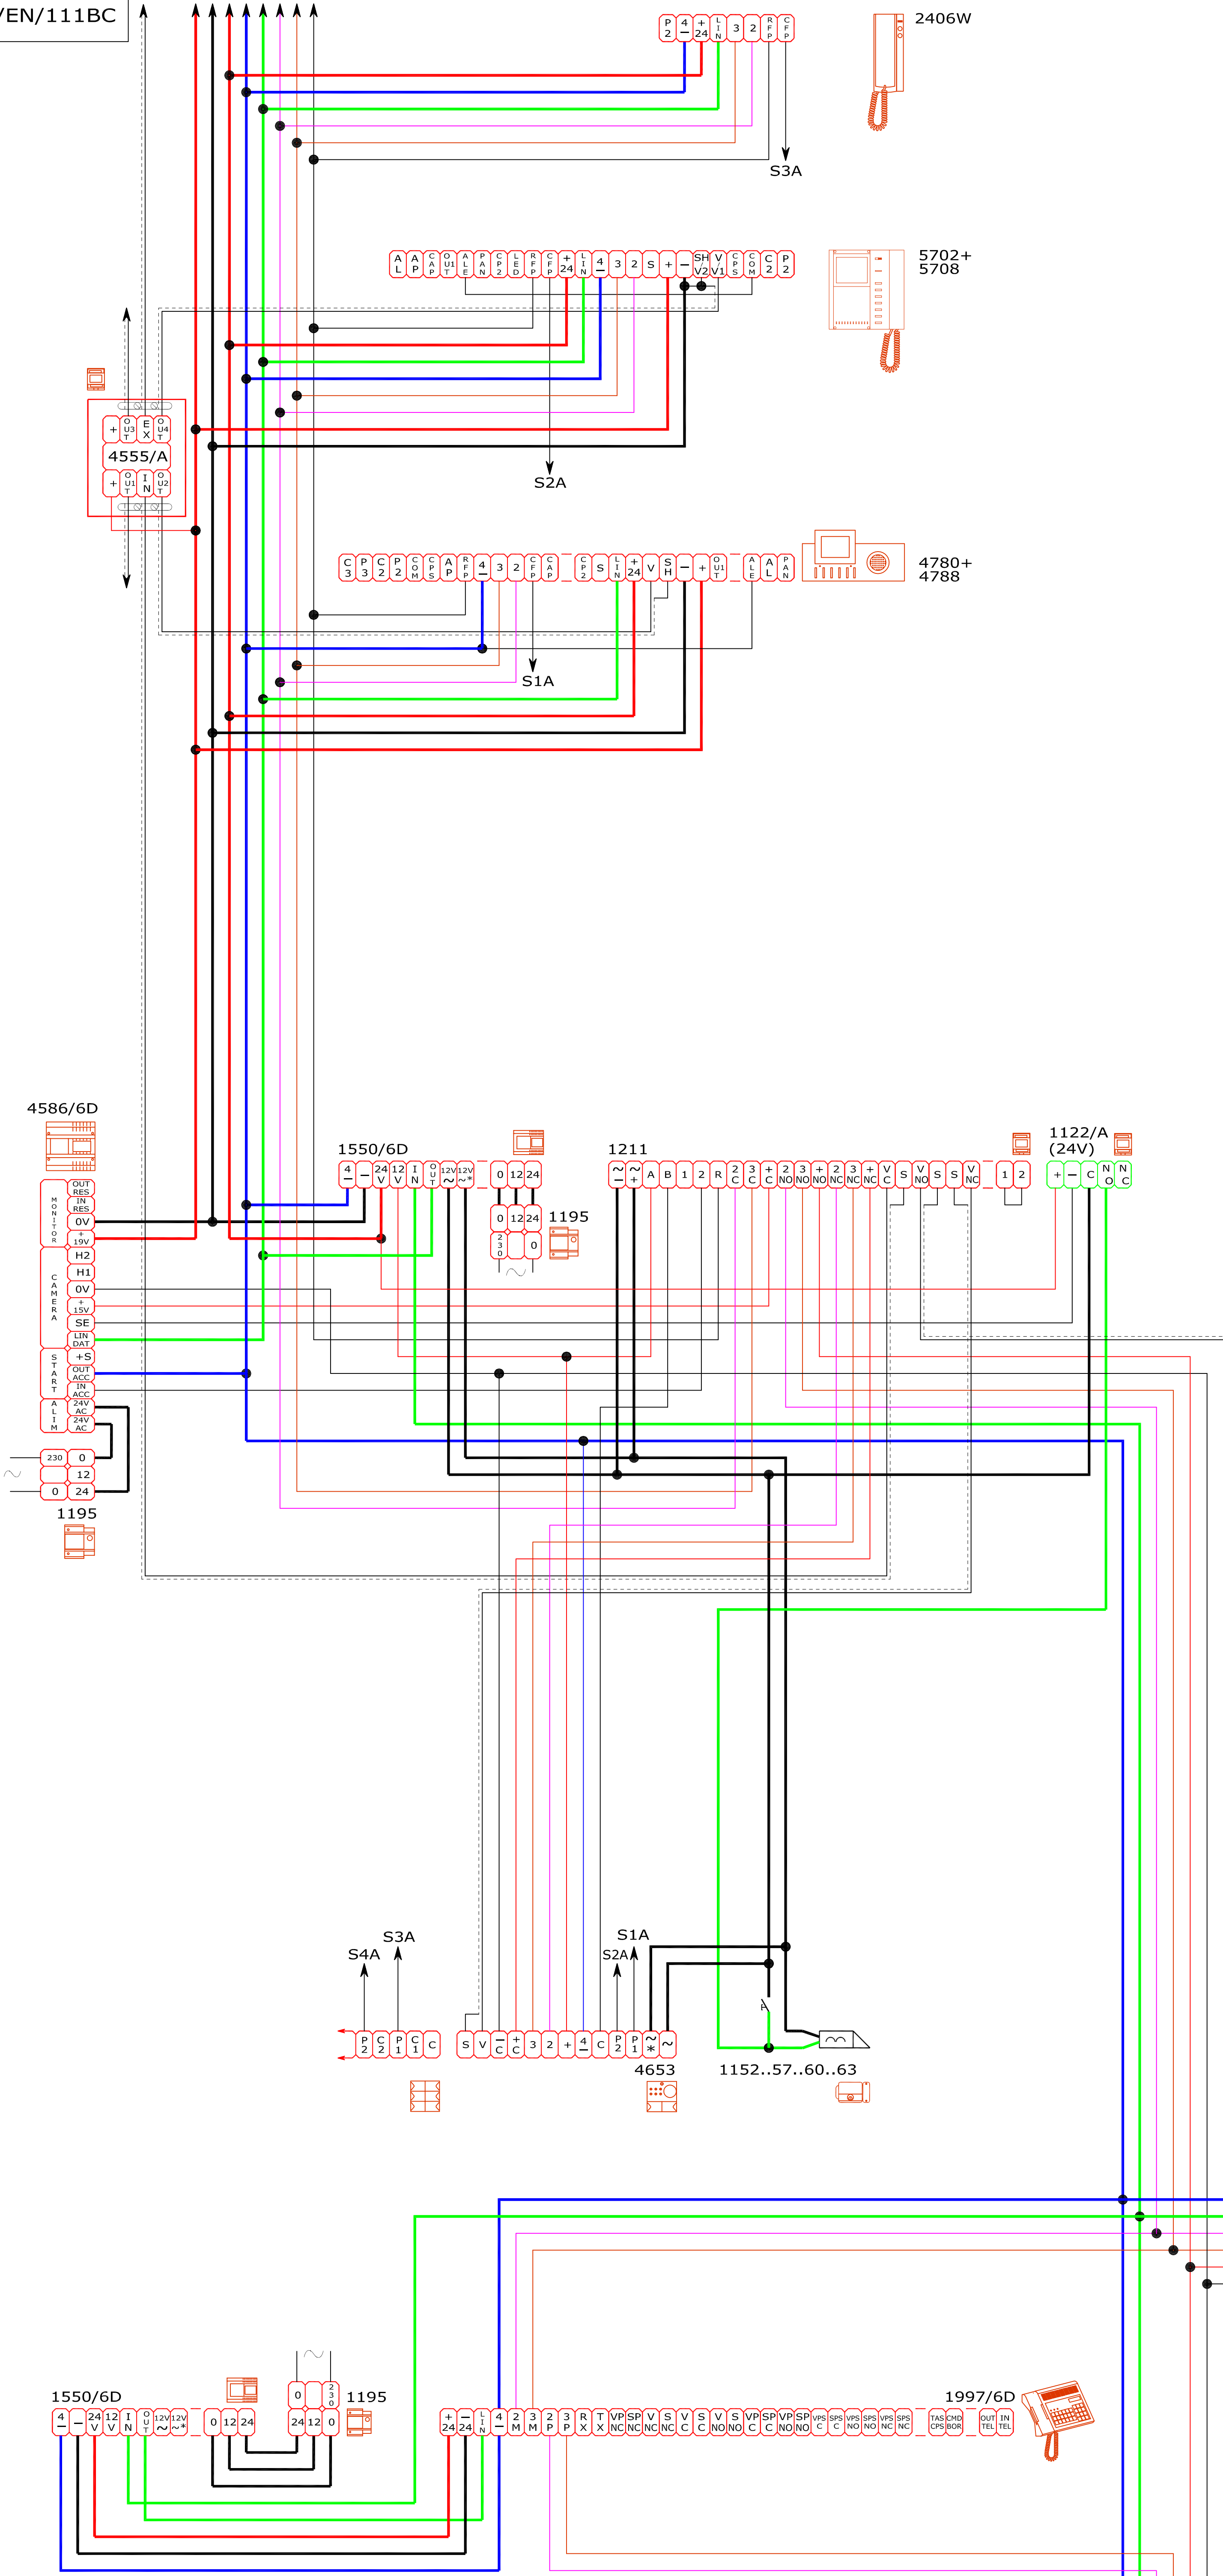 /EN/111BC
P2 4– +24 LIN 3 2 RFP CFP
2406W
S3A
AL AP CAP OUT1 ALE PAN CP2 LED RFP CFP +24 LIN 4– 3 2 S + – SH/V2 V/V1 CPS COM C2 P2
5702+
5708
+ OUT3 EX OUT4
4555/A
+ OUT1 IN OUT2
S2A
C3 P3 C2 P2 COM CPS AP RFP 4– 3 2 CFP CAP CP2 S LIN +24 V SH – + OUT1 ALE AL PAN
4780+
4788
S1A
4586/6D
MONITOR
OUT RES
IN RES
0V
+ 19V
CAMERA
H2
H1
0V
+ 15V
SE
LIN DAT
START
+S
OUT ACC
IN ACC
ALIM
24V AC
24V AC
230 0
12
0 24
1195
1550/6D
4– – 24V 12V IN OUT 12V~ 12V~* 0 12 24
0 12 24
230 0
1195
1211
~– ~+ A B 1 2 R 2C 3C +C 2NO 3NO +NO 2NC 3NC +NC VC S VNO S S VNC 1 2
1122/A
(24V)
+ – C NO NC
S4A
S3A
S2A
S1A
P2 C2 P1 C1 C
S V –C +C 3 2 + 4– C P2 P1 ~* ~
4653
1152..57..60..63
1550/6D
4– – 24V 12V IN OUT 12V~ 12V~* 0 12 24
0 230
24 12 0
1195
1997/6D
+24 –24 LIN 4– 2M 3M 2P 3P RX TX VPNC SPNC VNC SNC VC SC VNO SNO VPC SPC VPNO SPNO VPSC SPSC VPSNO SPSNO VPSNC SPSNC TASCPS CMDBOR OUTTEL INTEL